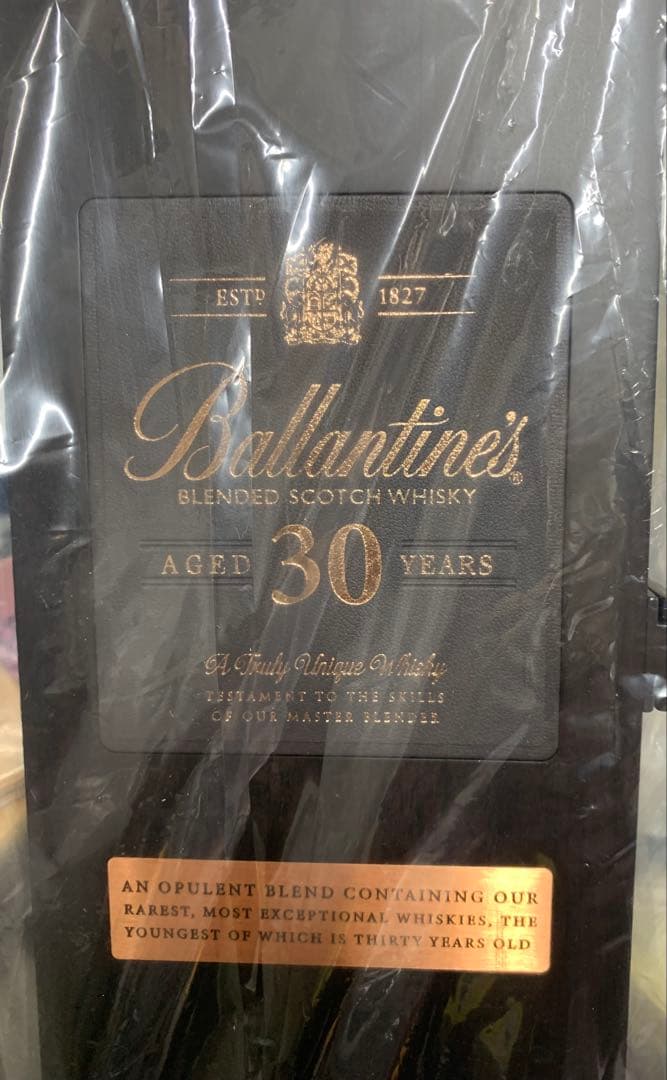 ESTD 1827
Ballantine's®
BLENDED SCOTCH WHISKY
AGED 30 YEARS
A Truly Unique Whisky
TESTAMENT TO THE SKILLS
OF OUR MASTER BLENDER
AN OPULENT BLEND CONTAINING OUR
RAREST, MOST EXCEPTIONAL WHISKIES, THE
YOUNGEST OF WHICH IS THIRTY YEARS OLD